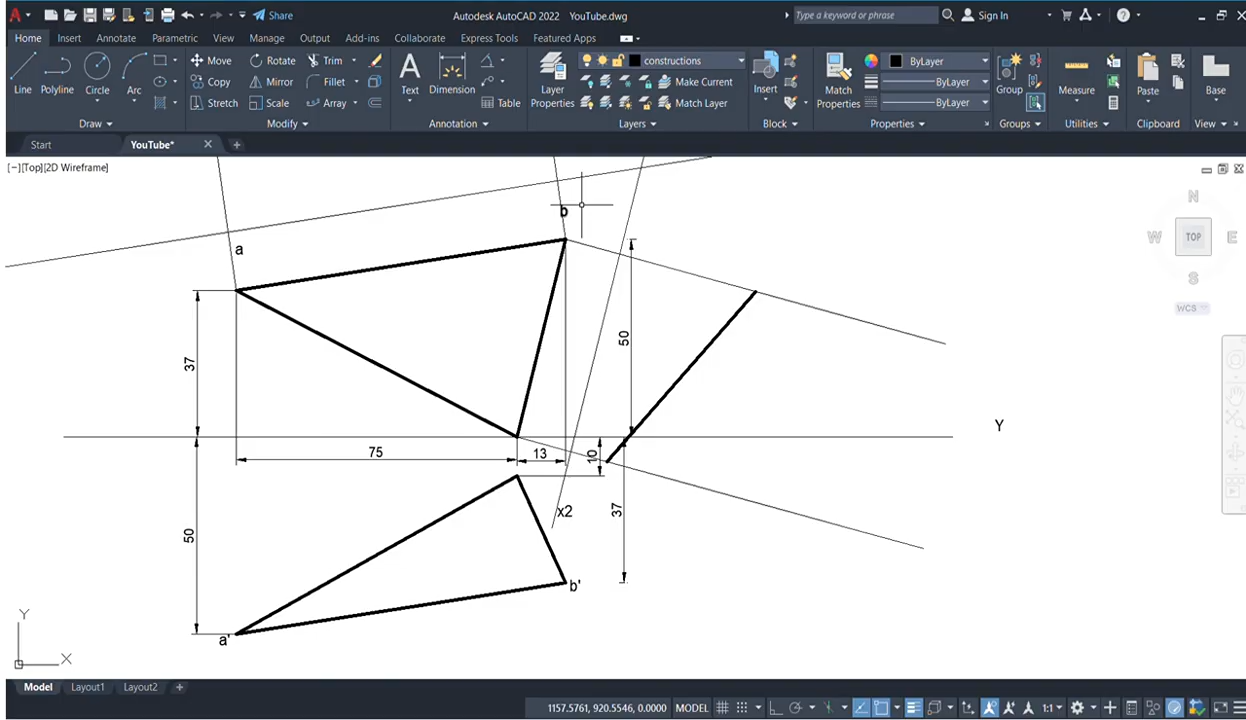 Share
Autodesk AutoCAD 2022 YouTube.dwg
Type a keyword or phrase
Sign In
Home Insert Annotate Parametric View Manage Output Add-ins Collaborate Express Tools Featured Apps
Line Polyline Circle Arc
Move Rotate Trim
Copy Mirror Fillet
Stretch Scale Array
Text Dimension Table
Layer Properties
constructions
Make Current
Match Layer
Insert
Match Properties
ByLayer
ByLayer
ByLayer
Group
Measure
Paste
Base
Draw Modify Annotation Layers Block Properties Groups Utilities Clipboard View
Start YouTube*
[−][Top][2D Wireframe]
N
W TOP E
S
WCS
b
a
37
50
Y
75
13
10
x2
37
50
b'
a'
Y
X
Model Layout1 Layout2
1157.5761, 920.5546, 0.0000 MODEL
1:1